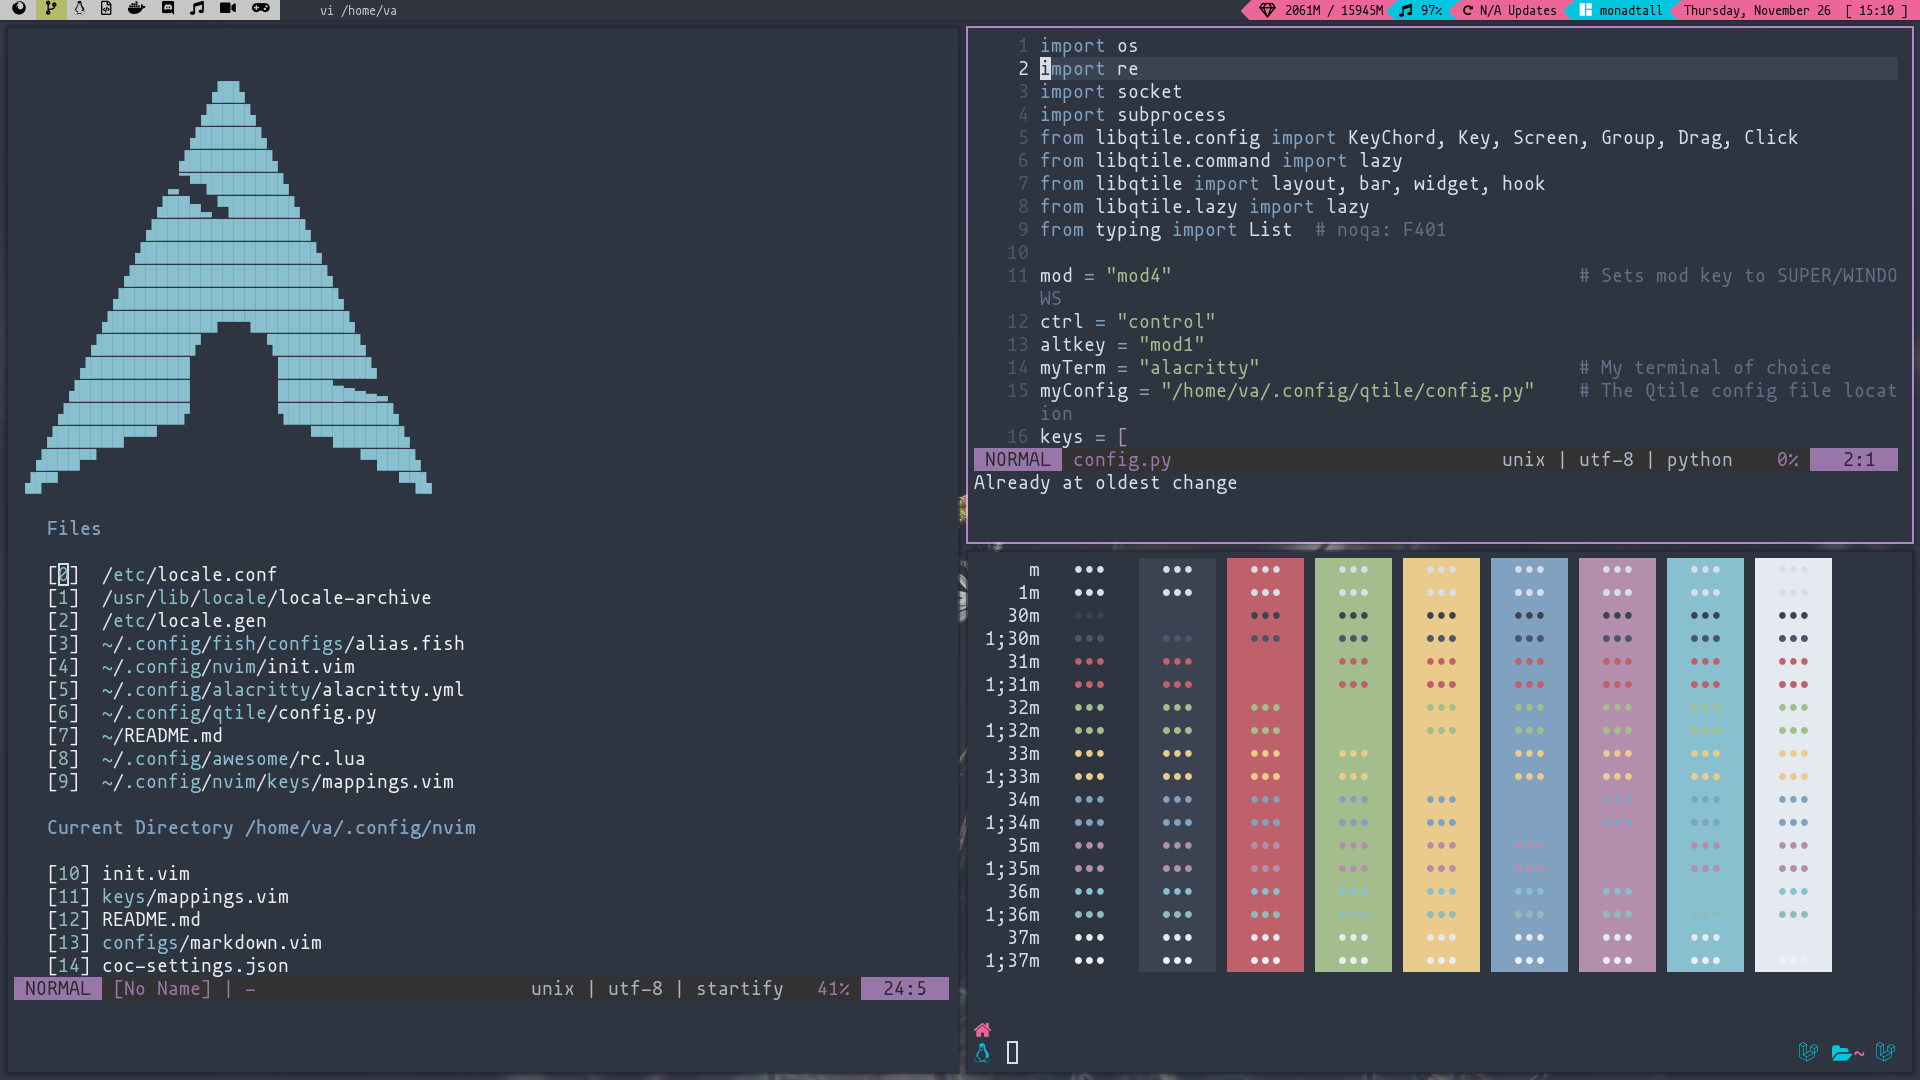 vi /home/va
2061M / 15945M 97% N/A Updates monadtall Thursday, November 26 [ 15:10 ]
Files
[0] /etc/locale.conf
[1] /usr/lib/locale/locale-archive
[2] /etc/locale.gen
[3] ~/.config/fish/configs/alias.fish
[4] ~/.config/nvim/init.vim
[5] ~/.config/alacritty/alacritty.yml
[6] ~/.config/qtile/config.py
[7] ~/README.md
[8] ~/.config/awesome/rc.lua
[9] ~/.config/nvim/keys/mappings.vim
Current Directory /home/va/.config/nvim
[10] init.vim
[11] keys/mappings.vim
[12] README.md
[13] configs/markdown.vim
[14] coc-settings.json
NORMAL [No Name] | - unix | utf-8 | startify 41% 24:5
1 import os
2 import re
3 import socket
4 import subprocess
5 from libqtile.config import KeyChord, Key, Screen, Group, Drag, Click
6 from libqtile.command import lazy
7 from libqtile import layout, bar, widget, hook
8 from libqtile.lazy import lazy
9 from typing import List # noqa: F401
10
11 mod = "mod4" # Sets mod key to SUPER/WINDO
WS
12 ctrl = "control"
13 altkey = "mod1"
14 myTerm = "alacritty" # My terminal of choice
15 myConfig = "/home/va/.config/qtile/config.py" # The Qtile config file locat
ion
16 keys = [
NORMAL config.py unix | utf-8 | python 0% 2:1
Already at oldest change
m ••• ••• ••• ••• ••• ••• ••• ••• •••
1m ••• ••• ••• ••• ••• ••• ••• ••• •••
30m ••• ••• ••• ••• ••• ••• ••• •••
1;30m ••• ••• ••• ••• ••• ••• ••• ••• •••
31m ••• ••• ••• ••• ••• ••• ••• •••
1;31m ••• ••• ••• ••• ••• ••• ••• •••
32m ••• ••• ••• ••• ••• ••• ••• •••
1;32m ••• ••• ••• ••• ••• ••• ••• •••
33m ••• ••• ••• ••• ••• ••• ••• •••
1;33m ••• ••• ••• ••• ••• ••• ••• •••
34m ••• ••• ••• ••• ••• ••• ••• •••
1;34m ••• ••• ••• ••• ••• ••• ••• •••
35m ••• ••• ••• ••• ••• ••• ••• •••
1;35m ••• ••• ••• ••• ••• ••• ••• •••
36m ••• ••• ••• ••• ••• ••• ••• •••
1;36m ••• ••• ••• ••• ••• ••• ••• ••• •••
37m ••• ••• ••• ••• ••• ••• ••• •••
1;37m ••• ••• ••• ••• ••• ••• ••• •••
~